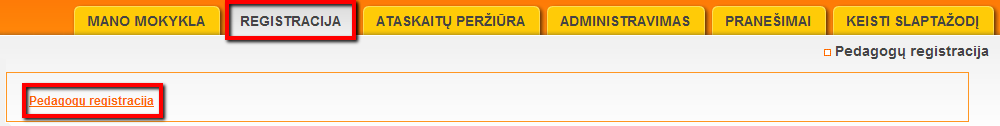 MANO MOKYKLA REGISTRACIJA ATASKAITŲ PERŽIŪRA ADMINISTRAVIMAS PRANEŠIMAI KEISTI SLAPTAŽODĮ
Pedagogų registracija
Pedagogų registracija